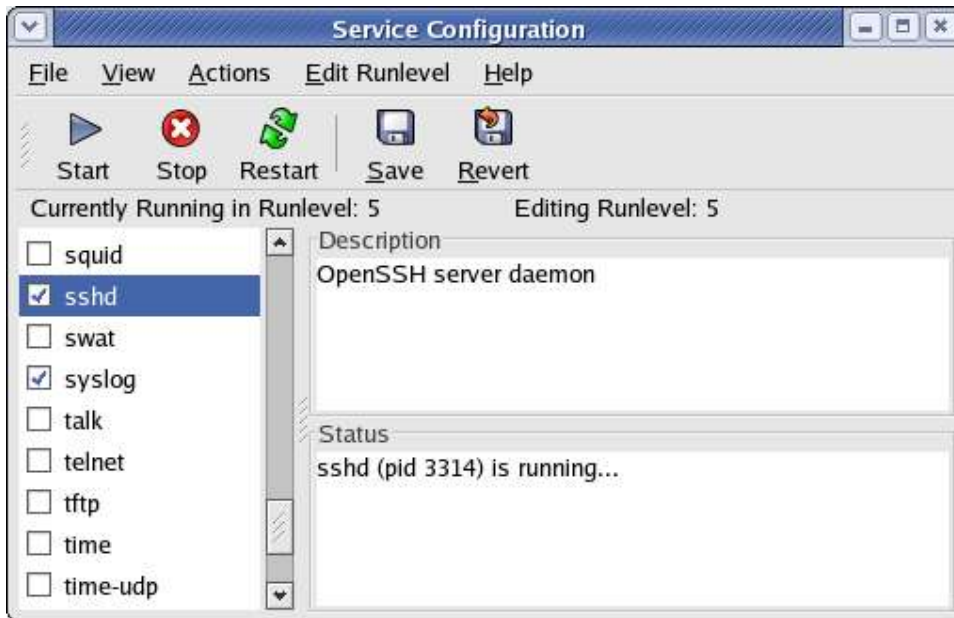 Service Configuration
File View Actions Edit Runlevel Help
Start Stop Restart Save Revert
Currently Running in Runlevel: 5 Editing Runlevel: 5
squid
sshd
swat
syslog
talk
telnet
tftp
time
time-udp
Description
OpenSSH server daemon
Status
sshd (pid 3314) is running...